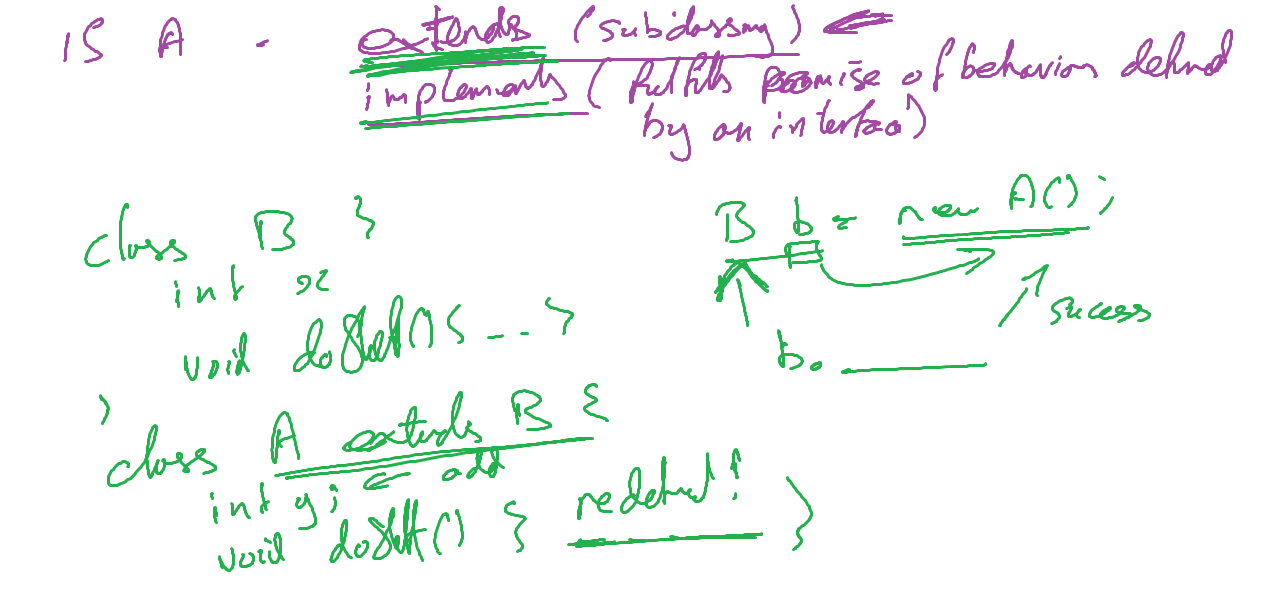 IS A - extends (subclassing)
implements (fulfills promise of behavior defined
by an interface)
class B }
int x
void doStuff() { ... }
}
class A extends B {
int y; ← add
void doStuff() { redefined! }
B b = new A();
success
b. ______